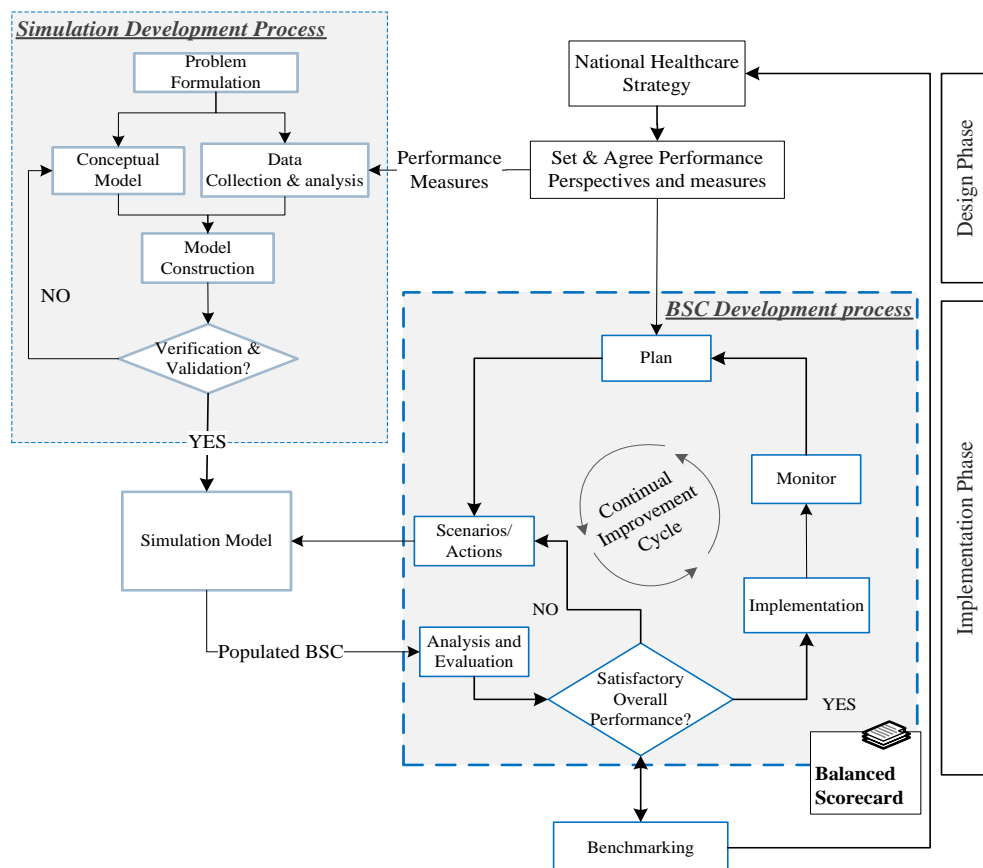 Simulation Development Process
Problem
Formulation
Conceptual
Model
Data
Collection & analysis
Model
Construction
NO
Verification &
Validation?
YES
Simulation Model
Populated BSC
National Healthcare
Strategy
Performance
Measures
Set & Agree Performance
Perspectives and measures
BSC Development process
Plan
Monitor
Continual
Improvement
Cycle
Scenarios/
Actions
Implementation
NO
Analysis and
Evaluation
Satisfactory
Overall
Performance?
YES
Balanced
Scorecard
Benchmarking
Design Phase
Implementation Phase